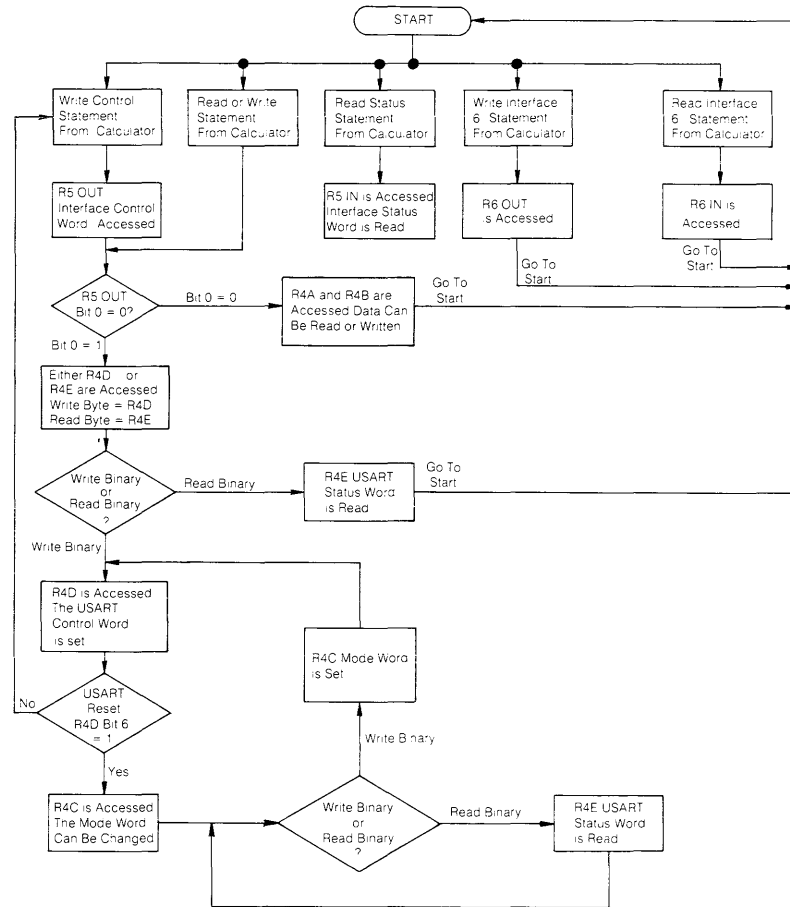 START
Write Control
Statement
From Calculator
Read or Write
Statement
From Calculator
Read Status
Statement
From Calculator
Write Interface
6 Statement
From Calculator
Read Interface
6 Statement
From Calculator
R5 OUT
Interface Control
Word Accessed
R5 IN is Accessed
Interface Status
Word is Read
R6 OUT
is Accessed
R6 IN is
Accessed
Go To
Start
Go To
Start
R5 OUT
Bit 0 = 0?
Bit 0 = 0
R4A and R4B are
Accessed Data Can
Be Read or Written
Go To
Start
Bit 0 = 1
Either R4D or
R4E are Accessed
Write Byte = R4D
Read Byte = R4E
Write Binary
or
Read Binary
?
Read Binary
R4E USART
Status Word
is Read
Go To
Start
Write Binary
R4D is Accessed
The USART
Control Word
is set
R4C Mode Word
is Set
No
USART
Reset
R4D Bit 6
= 1
Write Binary
Yes
R4C is Accessed
The Mode Word
Can Be Changed
Write Binary
or
Read Binary
?
Read Binary
R4E USART
Status Word
is Read